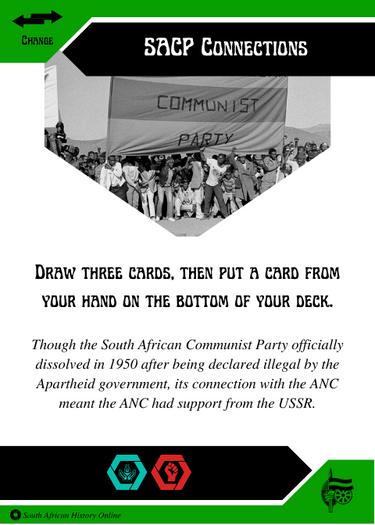 Change
SACP Connections
COMMUNIST
PARTY
Draw three cards, then put a card from
your hand on the bottom of your deck.
Though the South African Communist Party officially
dissolved in 1950 after being declared illegal by the
Apartheid government, its connection with the ANC
meant the ANC had support from the USSR.
South African History Online